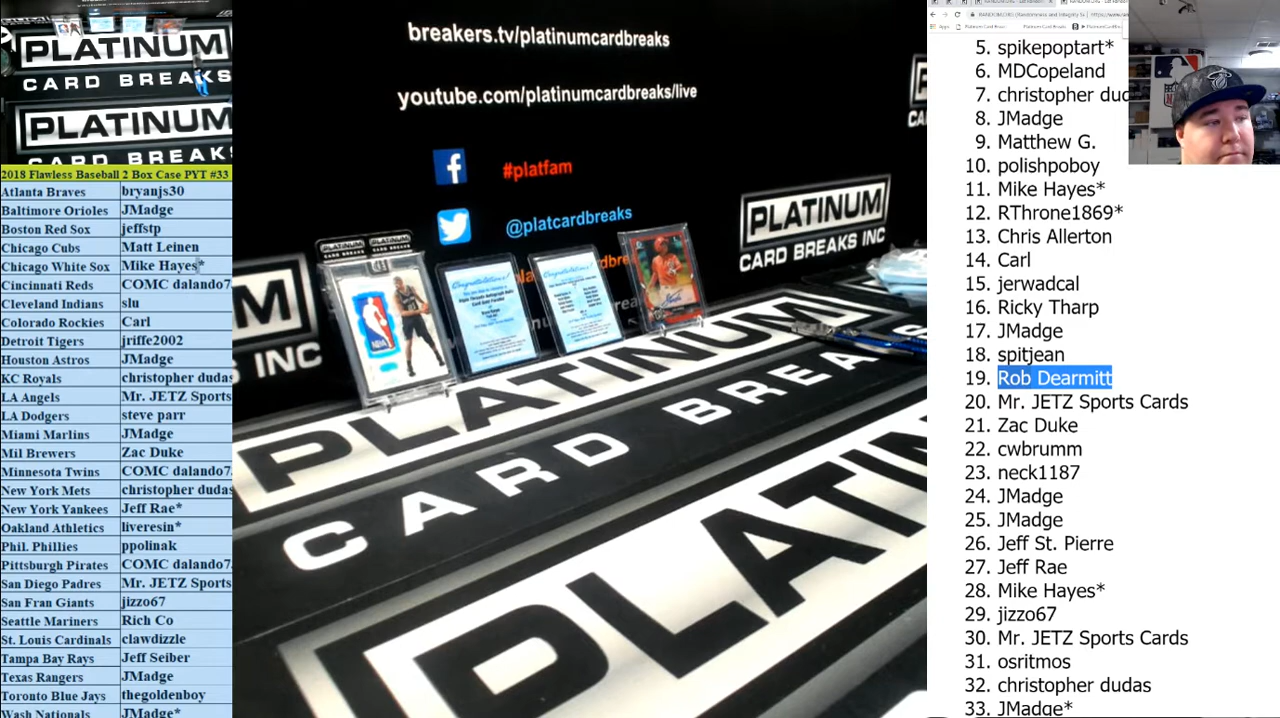 PLATINUM
CARD BREAKS
PLATINUM
CARD BREAKS
2018 Flawless Baseball 2 Box Case PYT #33
Atlanta Braves bryanjs30
Baltimore Orioles JMadge
Boston Red Sox jeffstp
Chicago Cubs Matt Leinen
Chicago White Sox Mike Hayes*
Cincinnati Reds COMC dalando7
Cleveland Indians slu
Colorado Rockies Carl
Detroit Tigers jriffe2002
Houston Astros JMadge
KC Royals christopher dudas
LA Angels Mr. JETZ Sports
LA Dodgers steve parr
Miami Marlins JMadge
Mil Brewers Zac Duke
Minnesota Twins COMC dalando7
New York Mets christopher dudas
New York Yankees Jeff Rae*
Oakland Athletics liveresin*
Phil. Phillies ppolinak
Pittsburgh Pirates COMC dalando7
San Diego Padres Mr. JETZ Sports
San Fran Giants jizzo67
Seattle Mariners Rich Co
St. Louis Cardinals clawdizzle
Tampa Bay Rays Jeff Seiber
Texas Rangers JMadge
Toronto Blue Jays thegoldenboy
Wash Nationals JMadge*
breakers.tv/platinumcardbreaks
youtube.com/platinumcardbreaks/live
#platfam
@platcardbreaks
PLATINUM
CARD BREAKS INC
NUM
INC
Congratulations!
Congratulations!
NBA
PLATINUM
CARD BREA
PLATIN
5. spikepoptart*
6. MDCopeland
7. christopher dud
8. JMadge
9. Matthew G.
10. polishpoboy
11. Mike Hayes*
12. RThrone1869*
13. Chris Allerton
14. Carl
15. jerwadcal
16. Ricky Tharp
17. JMadge
18. spitjean
19. Rob Dearmitt
20. Mr. JETZ Sports Cards
21. Zac Duke
22. cwbrumm
23. neck1187
24. JMadge
25. JMadge
26. Jeff St. Pierre
27. Jeff Rae
28. Mike Hayes*
29. jizzo67
30. Mr. JETZ Sports Cards
31. osritmos
32. christopher dudas
33. JMadge*